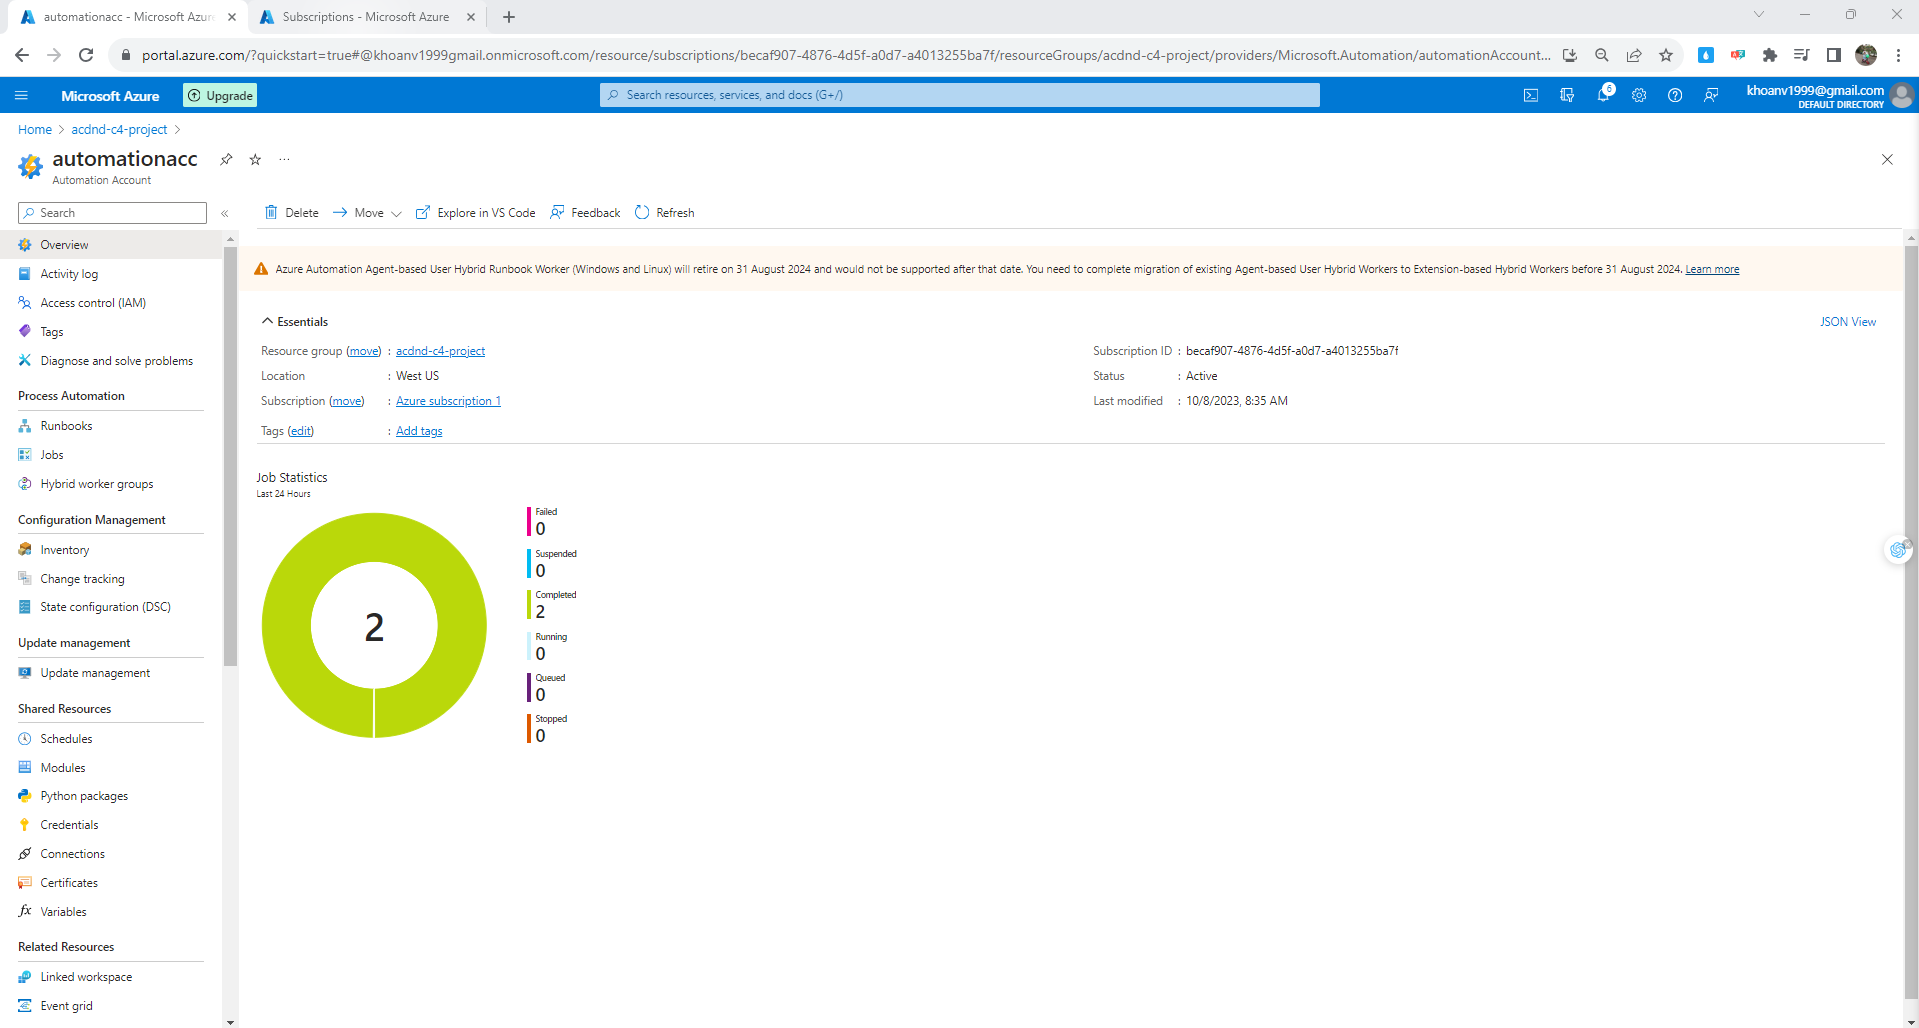 automationacc - Microsoft Azure
Subscriptions - Microsoft Azure
portal.azure.com/?quickstart=true#@khoanv1999gmail.onmicrosoft.com/resource/subscriptions/becaf907-4876-4d5f-a0d7-a4013255ba7f/resourceGroups/acdnd-c4-project/providers/Microsoft.Automation/automationAccount...
Microsoft Azure
Upgrade
Search resources, services, and docs (G+/)
6
khoanv1999@gmail.com
DEFAULT DIRECTORY
Home > acdnd-c4-project >
automationacc
...
Automation Account
Search
«
Delete
Move
Explore in VS Code
Feedback
Refresh
Overview
Activity log
Access control (IAM)
Tags
Diagnose and solve problems
Process Automation
Runbooks
Jobs
Hybrid worker groups
Configuration Management
Inventory
Change tracking
State configuration (DSC)
Update management
Update management
Shared Resources
Schedules
Modules
Python packages
Credentials
Connections
Certificates
fx Variables
Related Resources
Linked workspace
Event grid
Azure Automation Agent-based User Hybrid Runbook Worker (Windows and Linux) will retire on 31 August 2024 and would not be supported after that date. You need to complete migration of existing Agent-based User Hybrid Workers to Extension-based Hybrid Workers before 31 August 2024. Learn more
Essentials
JSON View
Resource group (move) : acdnd-c4-project
Location : West US
Subscription (move) : Azure subscription 1
Tags (edit) : Add tags
Subscription ID : becaf907-4876-4d5f-a0d7-a4013255ba7f
Status : Active
Last modified : 10/8/2023, 8:35 AM
Job Statistics
Last 24 Hours
2
Failed
0
Suspended
0
Completed
2
Running
0
Queued
0
Stopped
0